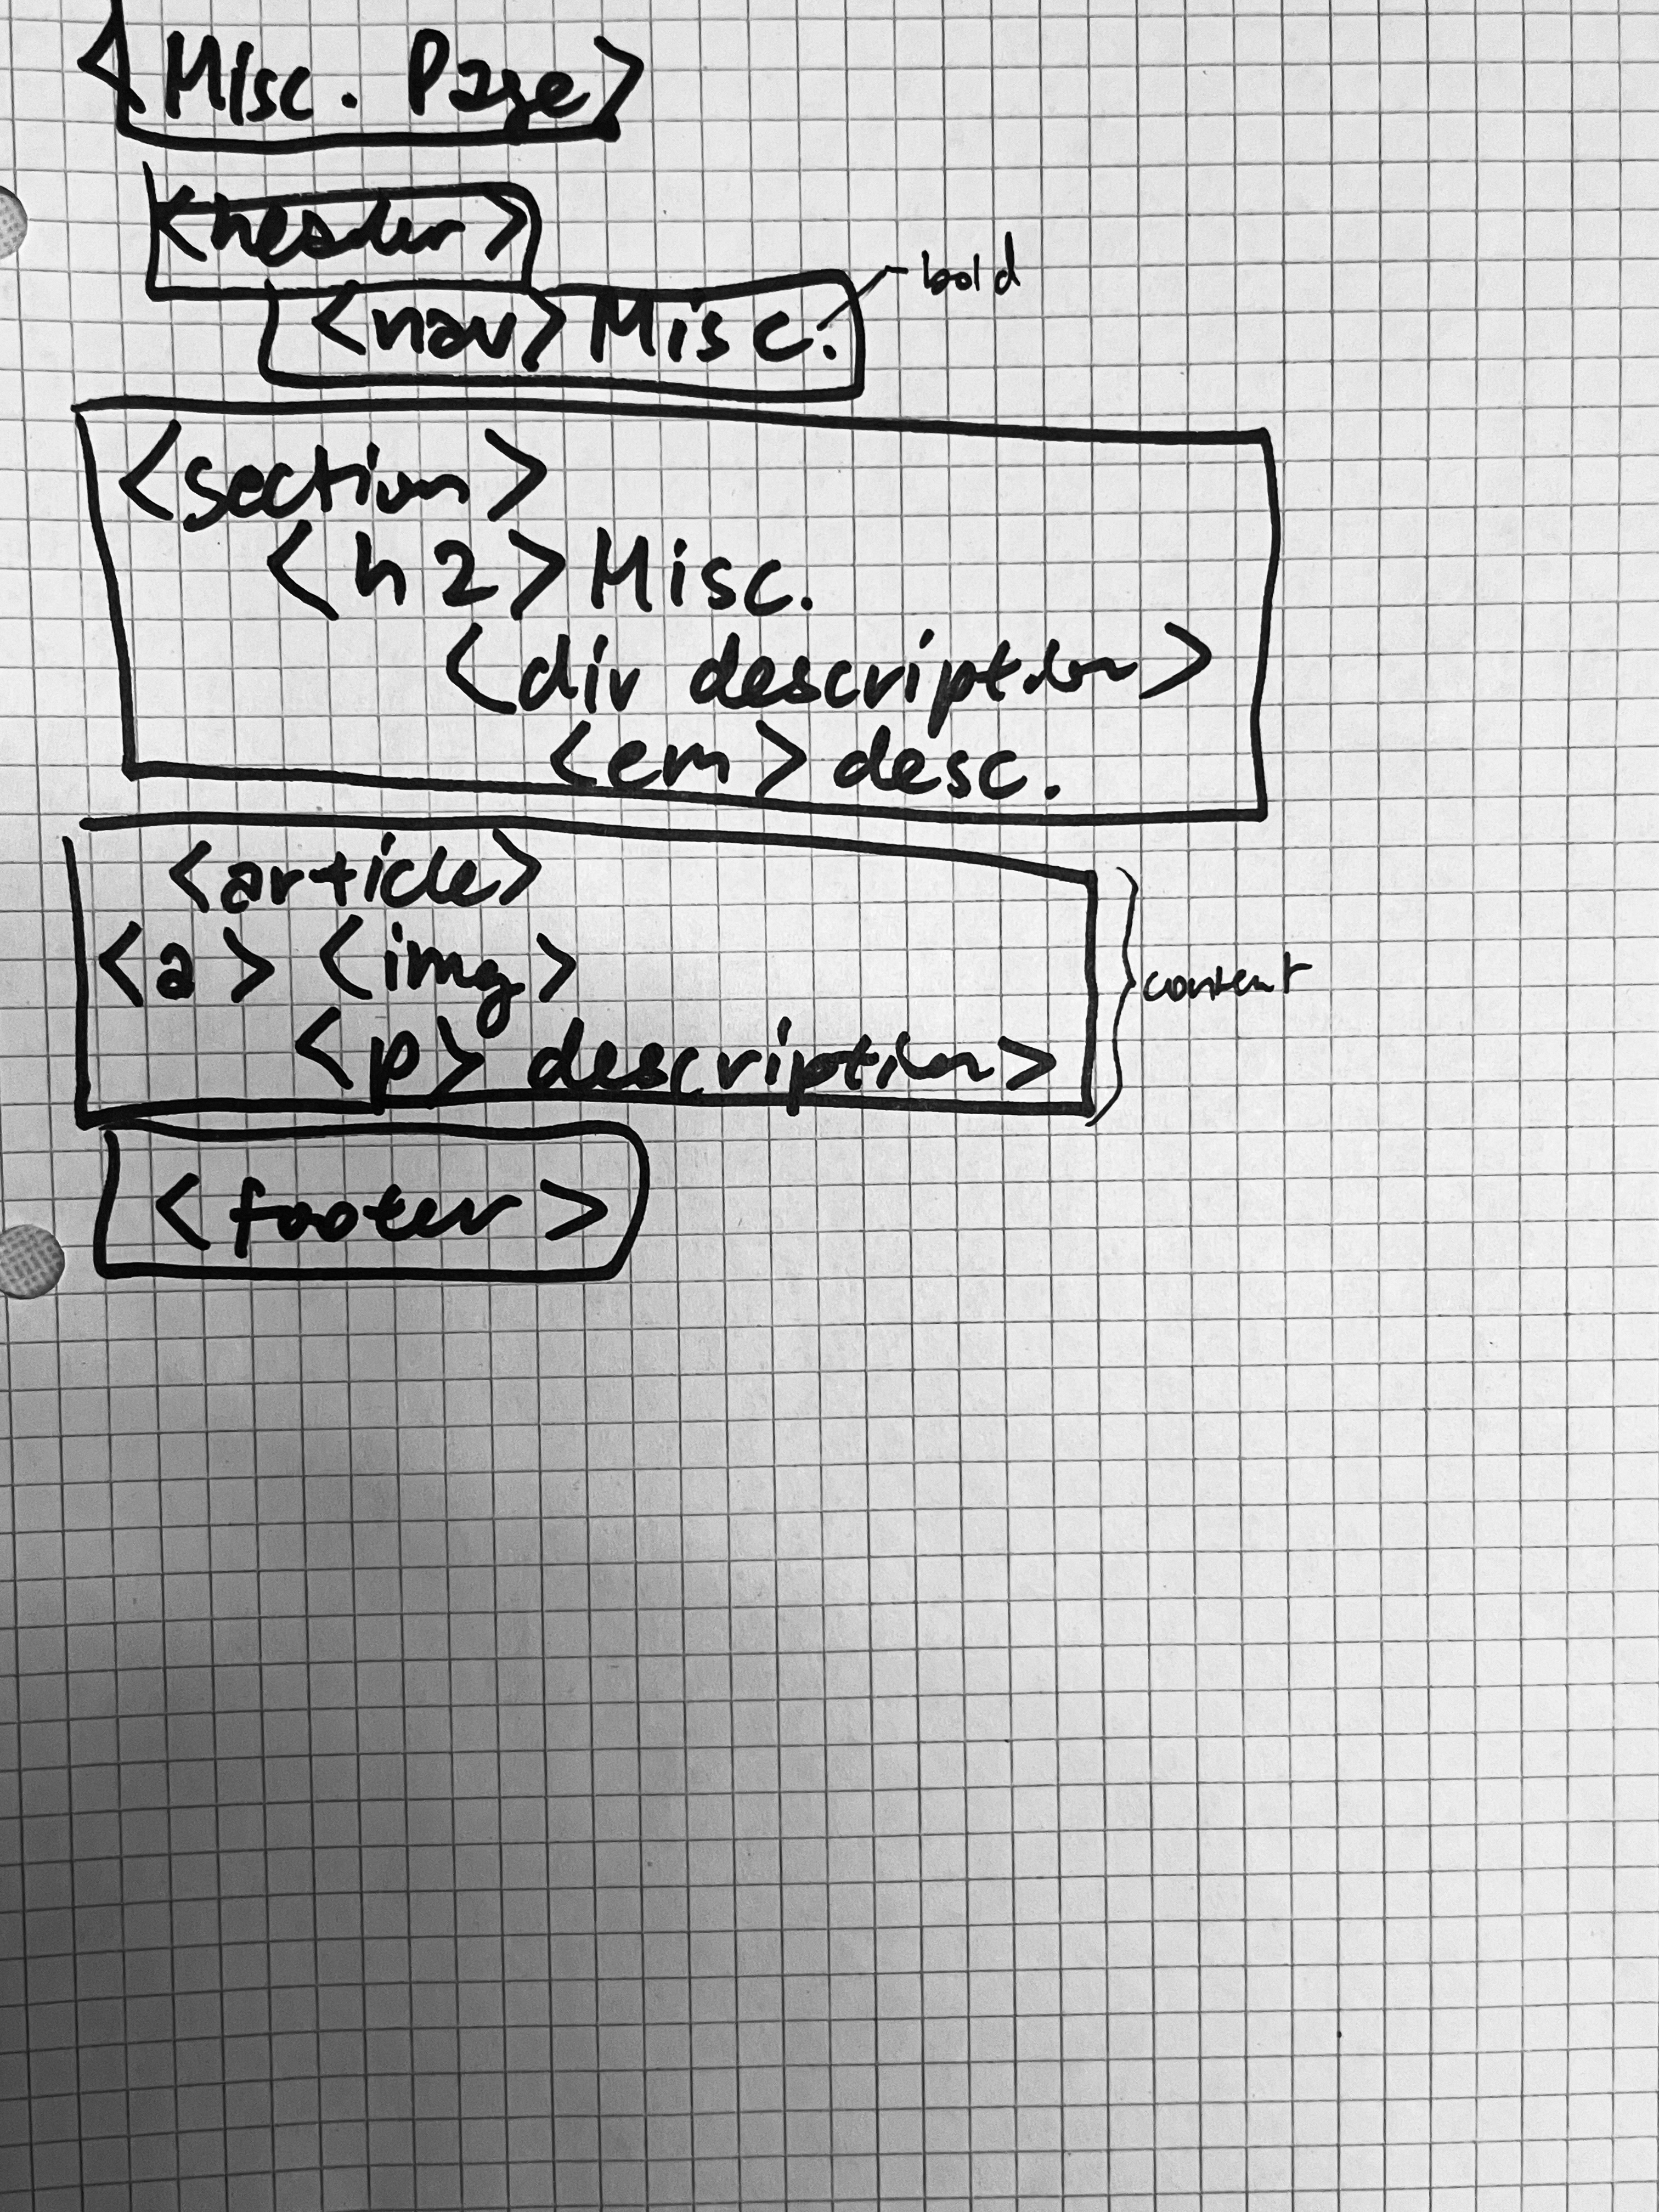 <Misc. Page>
<header>
bold
<nav> Misc.
<section>
<h2> Misc.
<div description>
<em> desc.
<article>
<a> <img>
content
<p> description>
<footer>